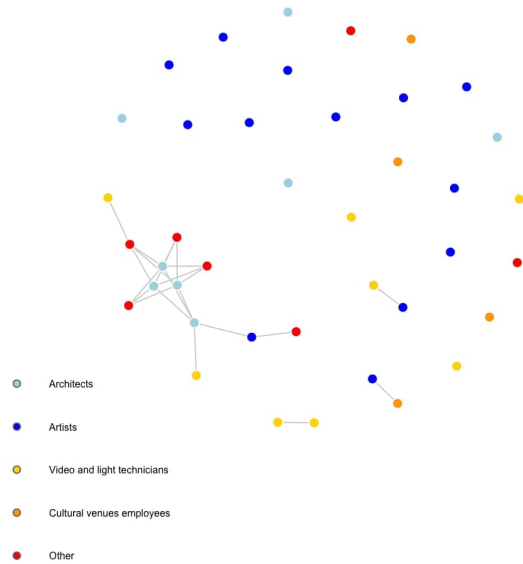 Architects
Artists
Video and light technicians
Cultural venues employees
Other